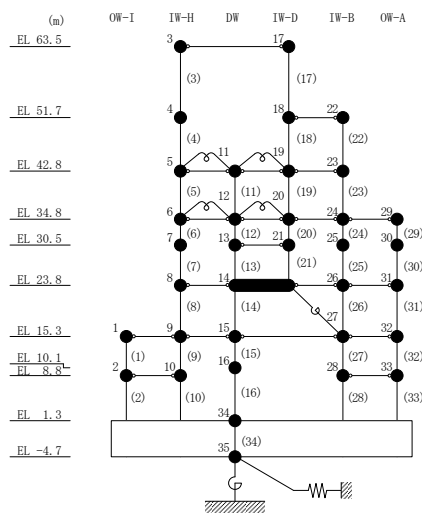 (m) OW-I IW-H DW IW-D IW-B OW-A
EL 63.5 3 17
(3) (17)
EL 51.7 4 18 22
(4) (18) (22)
11 19
EL 42.8 5 23
(5) (11) (19) (23)
12 20
EL 34.8 6 24 29
(6) (12) (20) (24) (29)
EL 30.5 7 13 21 25 30
(7) (13) (21) (25) (30)
EL 23.8 8 14 26 31
(8) (14) (26) (31)
27
EL 15.3 1 9 15 32
(1) (9) (15) (27) (32)
EL 10.1 16
EL 8.8 2 10 28 33
(2) (10) (16) (28) (33)
EL 1.3 34
(34)
EL -4.7 35